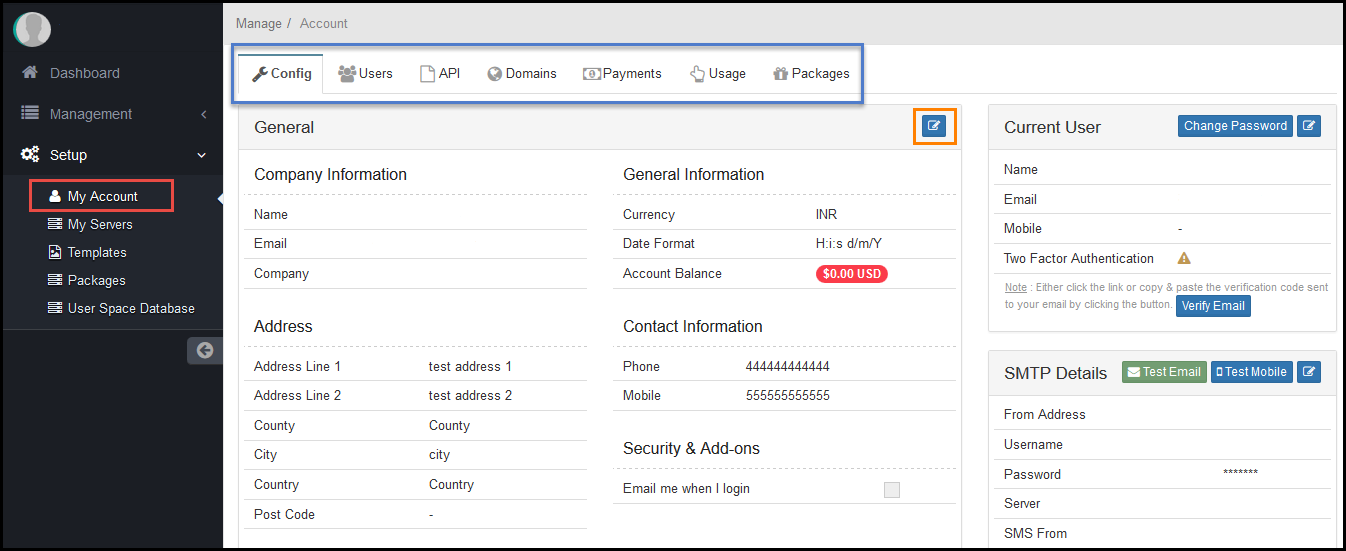 Manage / Account
Dashboard
Management
Setup
My Account
My Servers
Templates
Packages
User Space Database
Config
Users
API
Domains
Payments
Usage
Packages
General
Company Information
Name
Email
Company
Address
Address Line 1 test address 1
Address Line 2 test address 2
County County
City city
Country Country
Post Code -
General Information
Currency INR
Date Format H:i:s d/m/Y
Account Balance $0.00 USD
Contact Information
Phone 444444444444
Mobile 555555555555
Security & Add-ons
Email me when I login
Current User Change Password
Name
Email
Mobile -
Two Factor Authentication
Note : Either click the link or copy & paste the verification code sent
to your email by clicking the button. Verify Email
SMTP Details Test Email Test Mobile
From Address
Username
Password *******
Server
SMS From